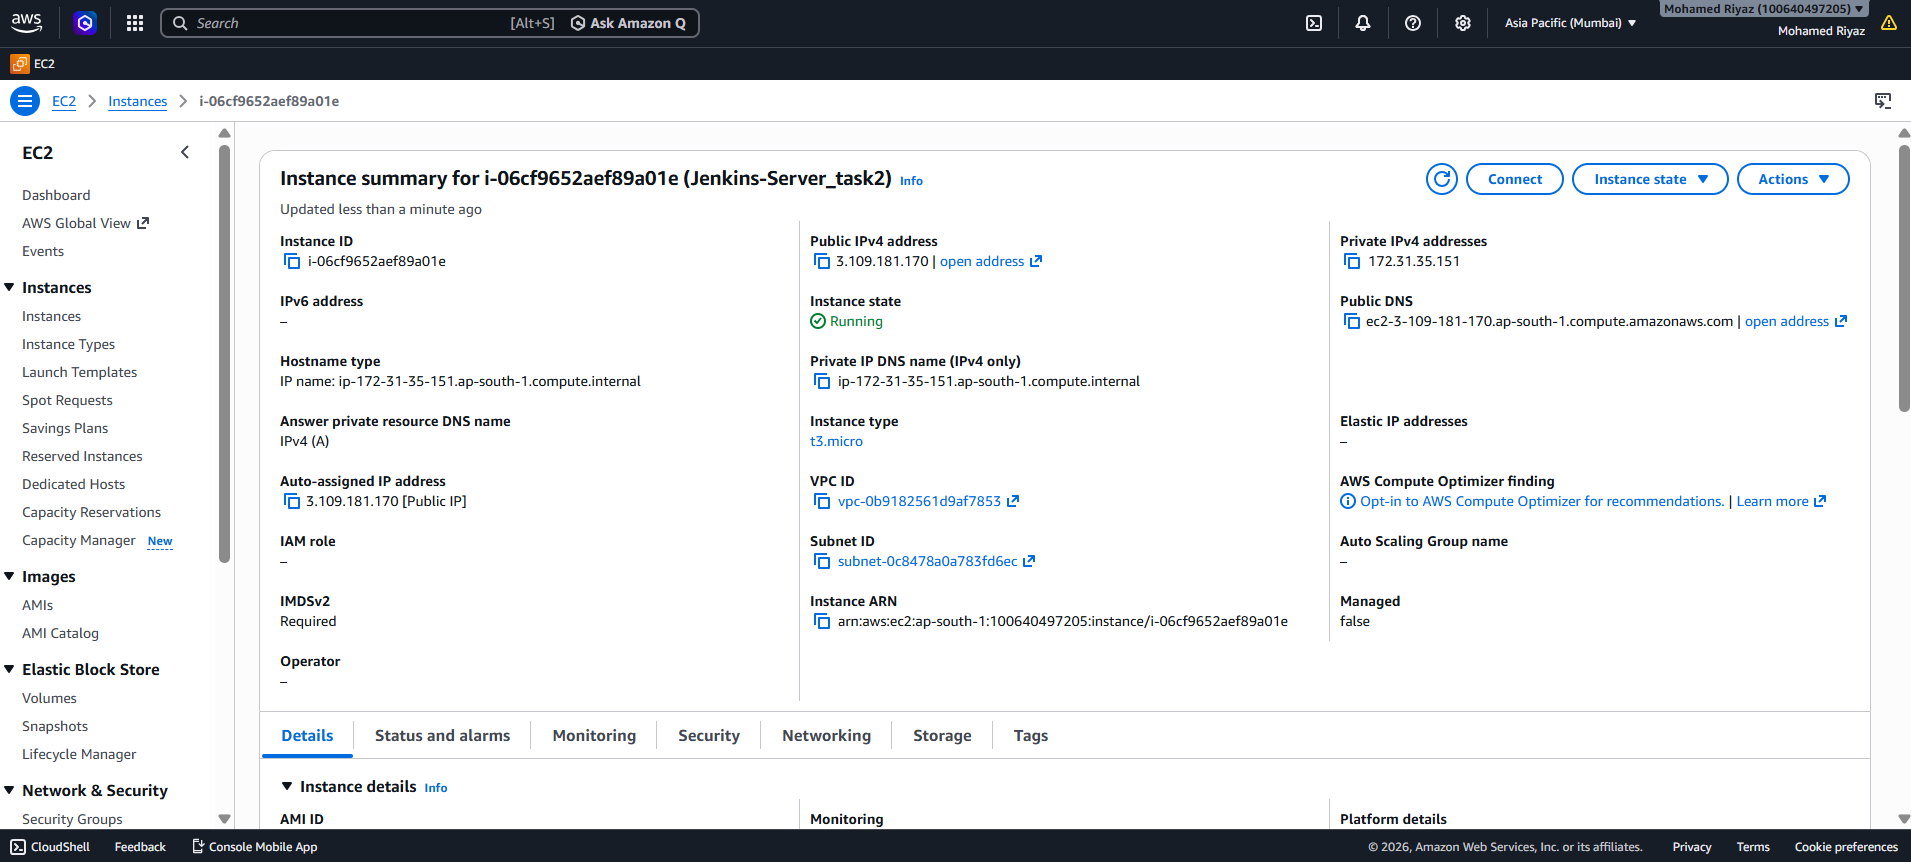 aws
Search [Alt+S] Ask Amazon Q
Asia Pacific (Mumbai)
Mohamed Riyaz (100640497205)
Mohamed Riyaz
EC2
EC2 Instances i-06cf9652aef89a01e
EC2
Dashboard
AWS Global View
Events
Instances
Instances
Instance Types
Launch Templates
Spot Requests
Savings Plans
Reserved Instances
Dedicated Hosts
Capacity Reservations
Capacity Manager New
Images
AMIs
AMI Catalog
Elastic Block Store
Volumes
Snapshots
Lifecycle Manager
Network & Security
Security Groups
Instance summary for i-06cf9652aef89a01e (Jenkins-Server_task2) Info
Updated less than a minute ago
Connect
Instance state
Actions
Instance ID
i-06cf9652aef89a01e
Public IPv4 address
3.109.181.170 | open address
Private IPv4 addresses
172.31.35.151
IPv6 address
–
Instance state
Running
Public DNS
ec2-3-109-181-170.ap-south-1.compute.amazonaws.com | open address
Hostname type
IP name: ip-172-31-35-151.ap-south-1.compute.internal
Private IP DNS name (IPv4 only)
ip-172-31-35-151.ap-south-1.compute.internal
Answer private resource DNS name
IPv4 (A)
Instance type
t3.micro
Elastic IP addresses
–
Auto-assigned IP address
3.109.181.170 [Public IP]
VPC ID
vpc-0b9182561d9af7853
AWS Compute Optimizer finding
Opt-in to AWS Compute Optimizer for recommendations. | Learn more
IAM role
–
Subnet ID
subnet-0c8478a0a783fd6ec
Auto Scaling Group name
–
IMDSv2
Required
Instance ARN
arn:aws:ec2:ap-south-1:100640497205:instance/i-06cf9652aef89a01e
Managed
false
Operator
–
Details
Status and alarms
Monitoring
Security
Networking
Storage
Tags
Instance details Info
AMI ID
Monitoring
Platform details
CloudShell
Feedback
Console Mobile App
© 2026, Amazon Web Services, Inc. or its affiliates.
Privacy
Terms
Cookie preferences